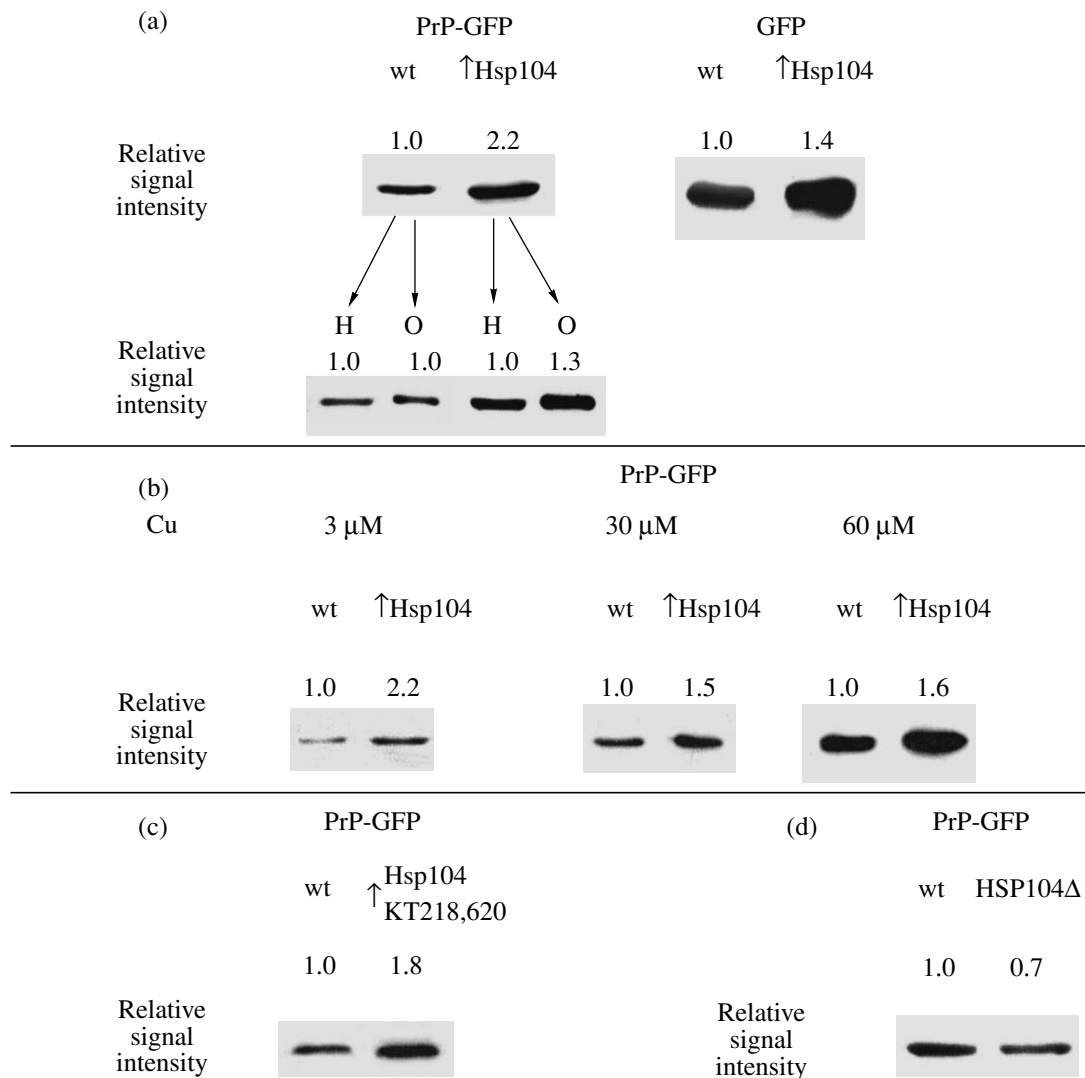 (a)
PrP-GFP GFP
wt ↑Hsp104 wt ↑Hsp104
1.0 2.2 1.0 1.4
Relative
signal
intensity
H O H O
1.0 1.0 1.0 1.3
Relative
signal
intensity
(b)
PrP-GFP
Cu 3 µM 30 µM 60 µM
wt ↑Hsp104 wt ↑Hsp104 wt ↑Hsp104
1.0 2.2 1.0 1.5 1.0 1.6
Relative
signal
intensity
(c) PrP-GFP
wt ↑Hsp104
KT218,620
1.0 1.8
Relative
signal
intensity
(d) PrP-GFP
wt HSP104Δ
1.0 0.7
Relative
signal
intensity